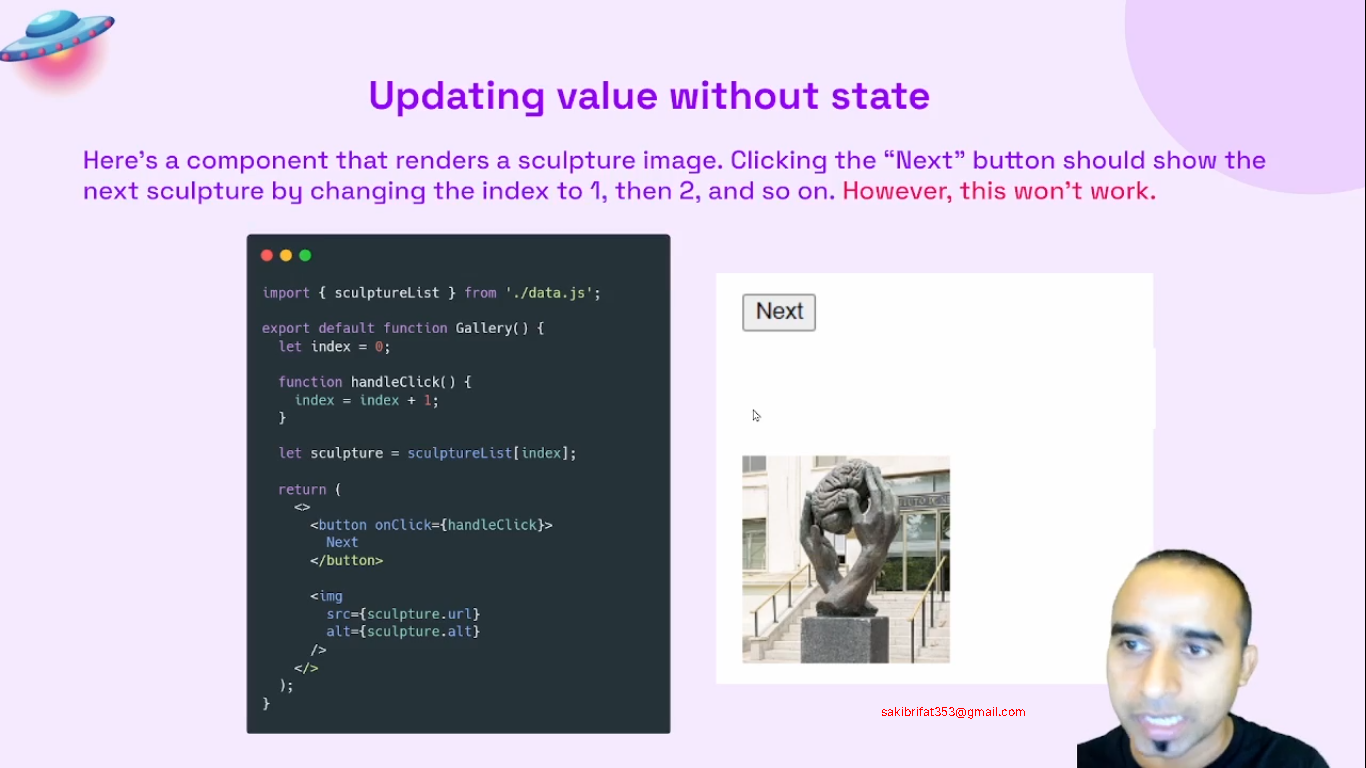 Updating value without state
Here's a component that renders a sculpture image. Clicking the “Next” button should show the
next sculpture by changing the index to 1, then 2, and so on. However, this won't work.
import { sculptureList } from './data.js';
export default function Gallery() {
let index = 0;
function handleClick() {
index = index + 1;
}
let sculpture = sculptureList[index];
return (
<>
<button onClick={handleClick}>
Next
</button>
<img
src={sculpture.url}
alt={sculpture.alt}
/>
</>
);
}
Next
sakibrifat353@gmail.com